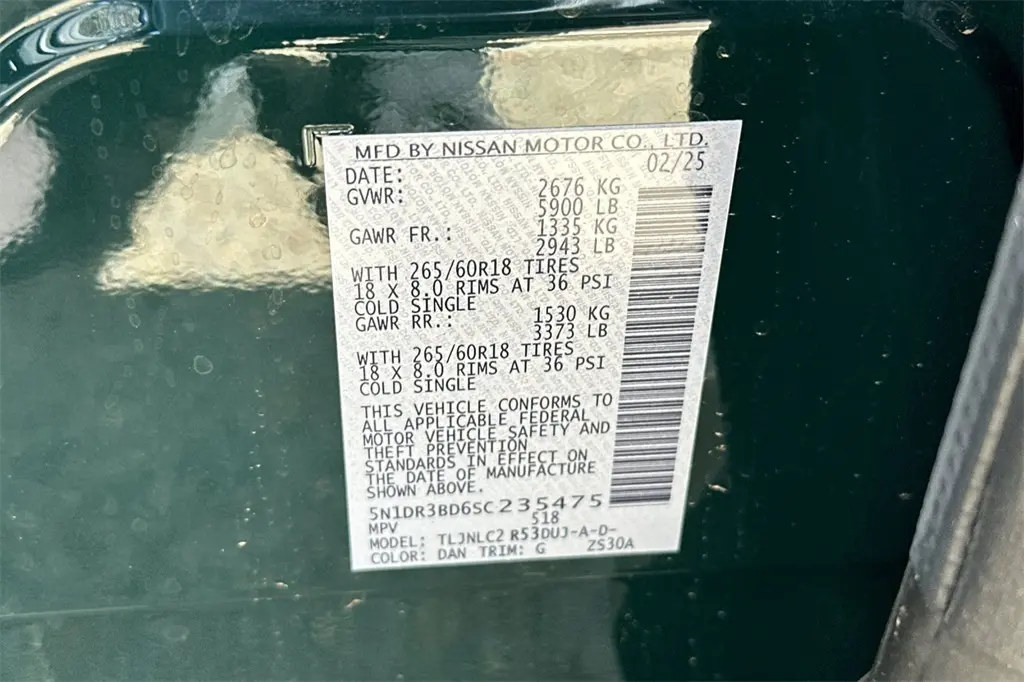 MFD BY NISSAN MOTOR CO., LTD.
DATE: 02/25
GVWR: 2676 KG
5900 LB
GAWR FR.: 1335 KG
2943 LB
WITH 265/60R18 TIRES
18 X 8.0 RIMS AT 36 PSI
COLD SINGLE
GAWR RR.: 1530 KG
3373 LB
WITH 265/60R18 TIRES
18 X 8.0 RIMS AT 36 PSI
COLD SINGLE
THIS VEHICLE CONFORMS TO
ALL APPLICABLE FEDERAL
MOTOR VEHICLE SAFETY AND
THEFT PREVENTION
STANDARDS IN EFFECT ON
THE DATE OF MANUFACTURE
SHOWN ABOVE.
5N1DR3BD6SC235475
MPV 518
MODEL: TLJNLC2 R53DUJ-A-D-
COLOR: DAN TRIM: G ZS30A